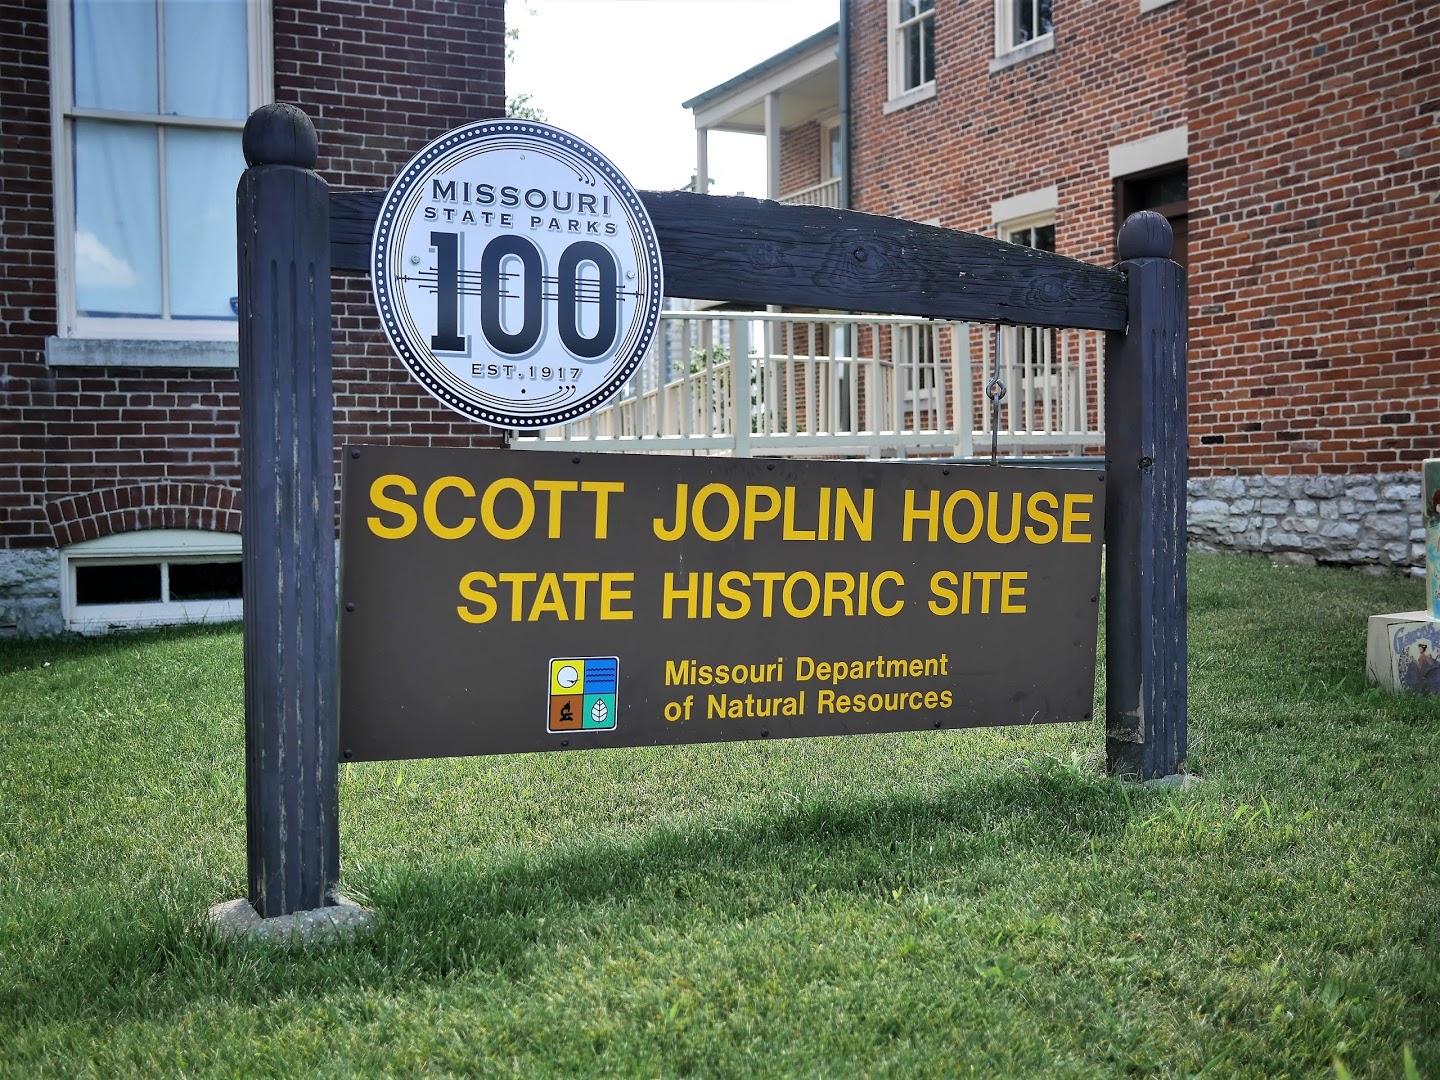 MISSOURI
STATE PARKS
100
EST. 1917
SCOTT JOPLIN HOUSE
STATE HISTORIC SITE
Missouri Department
of Natural Resources